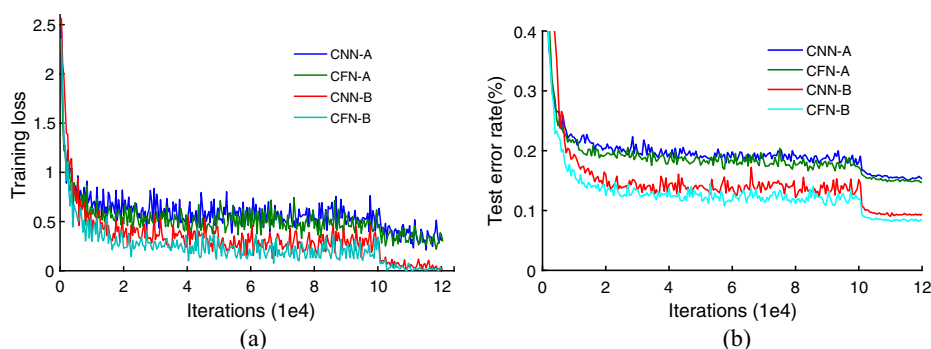 2.5
2
1.5
1
0.5
0
0 2 4 6 8 10 12
Training loss
Iterations (1e4)
CNN-A
CFN-A
CNN-B
CFN-B
(a)
0.4%
0.3%
0.2%
0.1%
0
0 2 4 6 8 10 12
Test error rate(%)
Iterations (1e4)
CNN-A
CFN-A
CNN-B
CFN-B
(b)